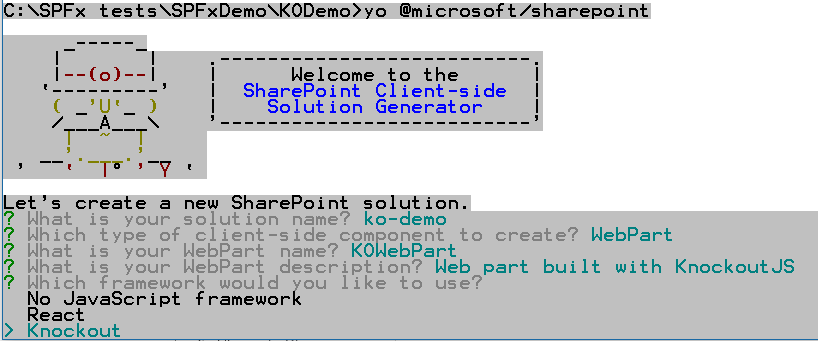 C:\SPFx tests\SPFxDemo\KODemo>yo @microsoft/sharepoint
Welcome to the
SharePoint Client-side
Solution Generator
Let's create a new SharePoint solution.
? What is your solution name? ko-demo
? Which type of client-side component to create? WebPart
? What is your WebPart name? KOWebPart
? What is your WebPart description? Web part built with KnockoutJS
? Which framework would you like to use?
No JavaScript framework
React
> Knockout